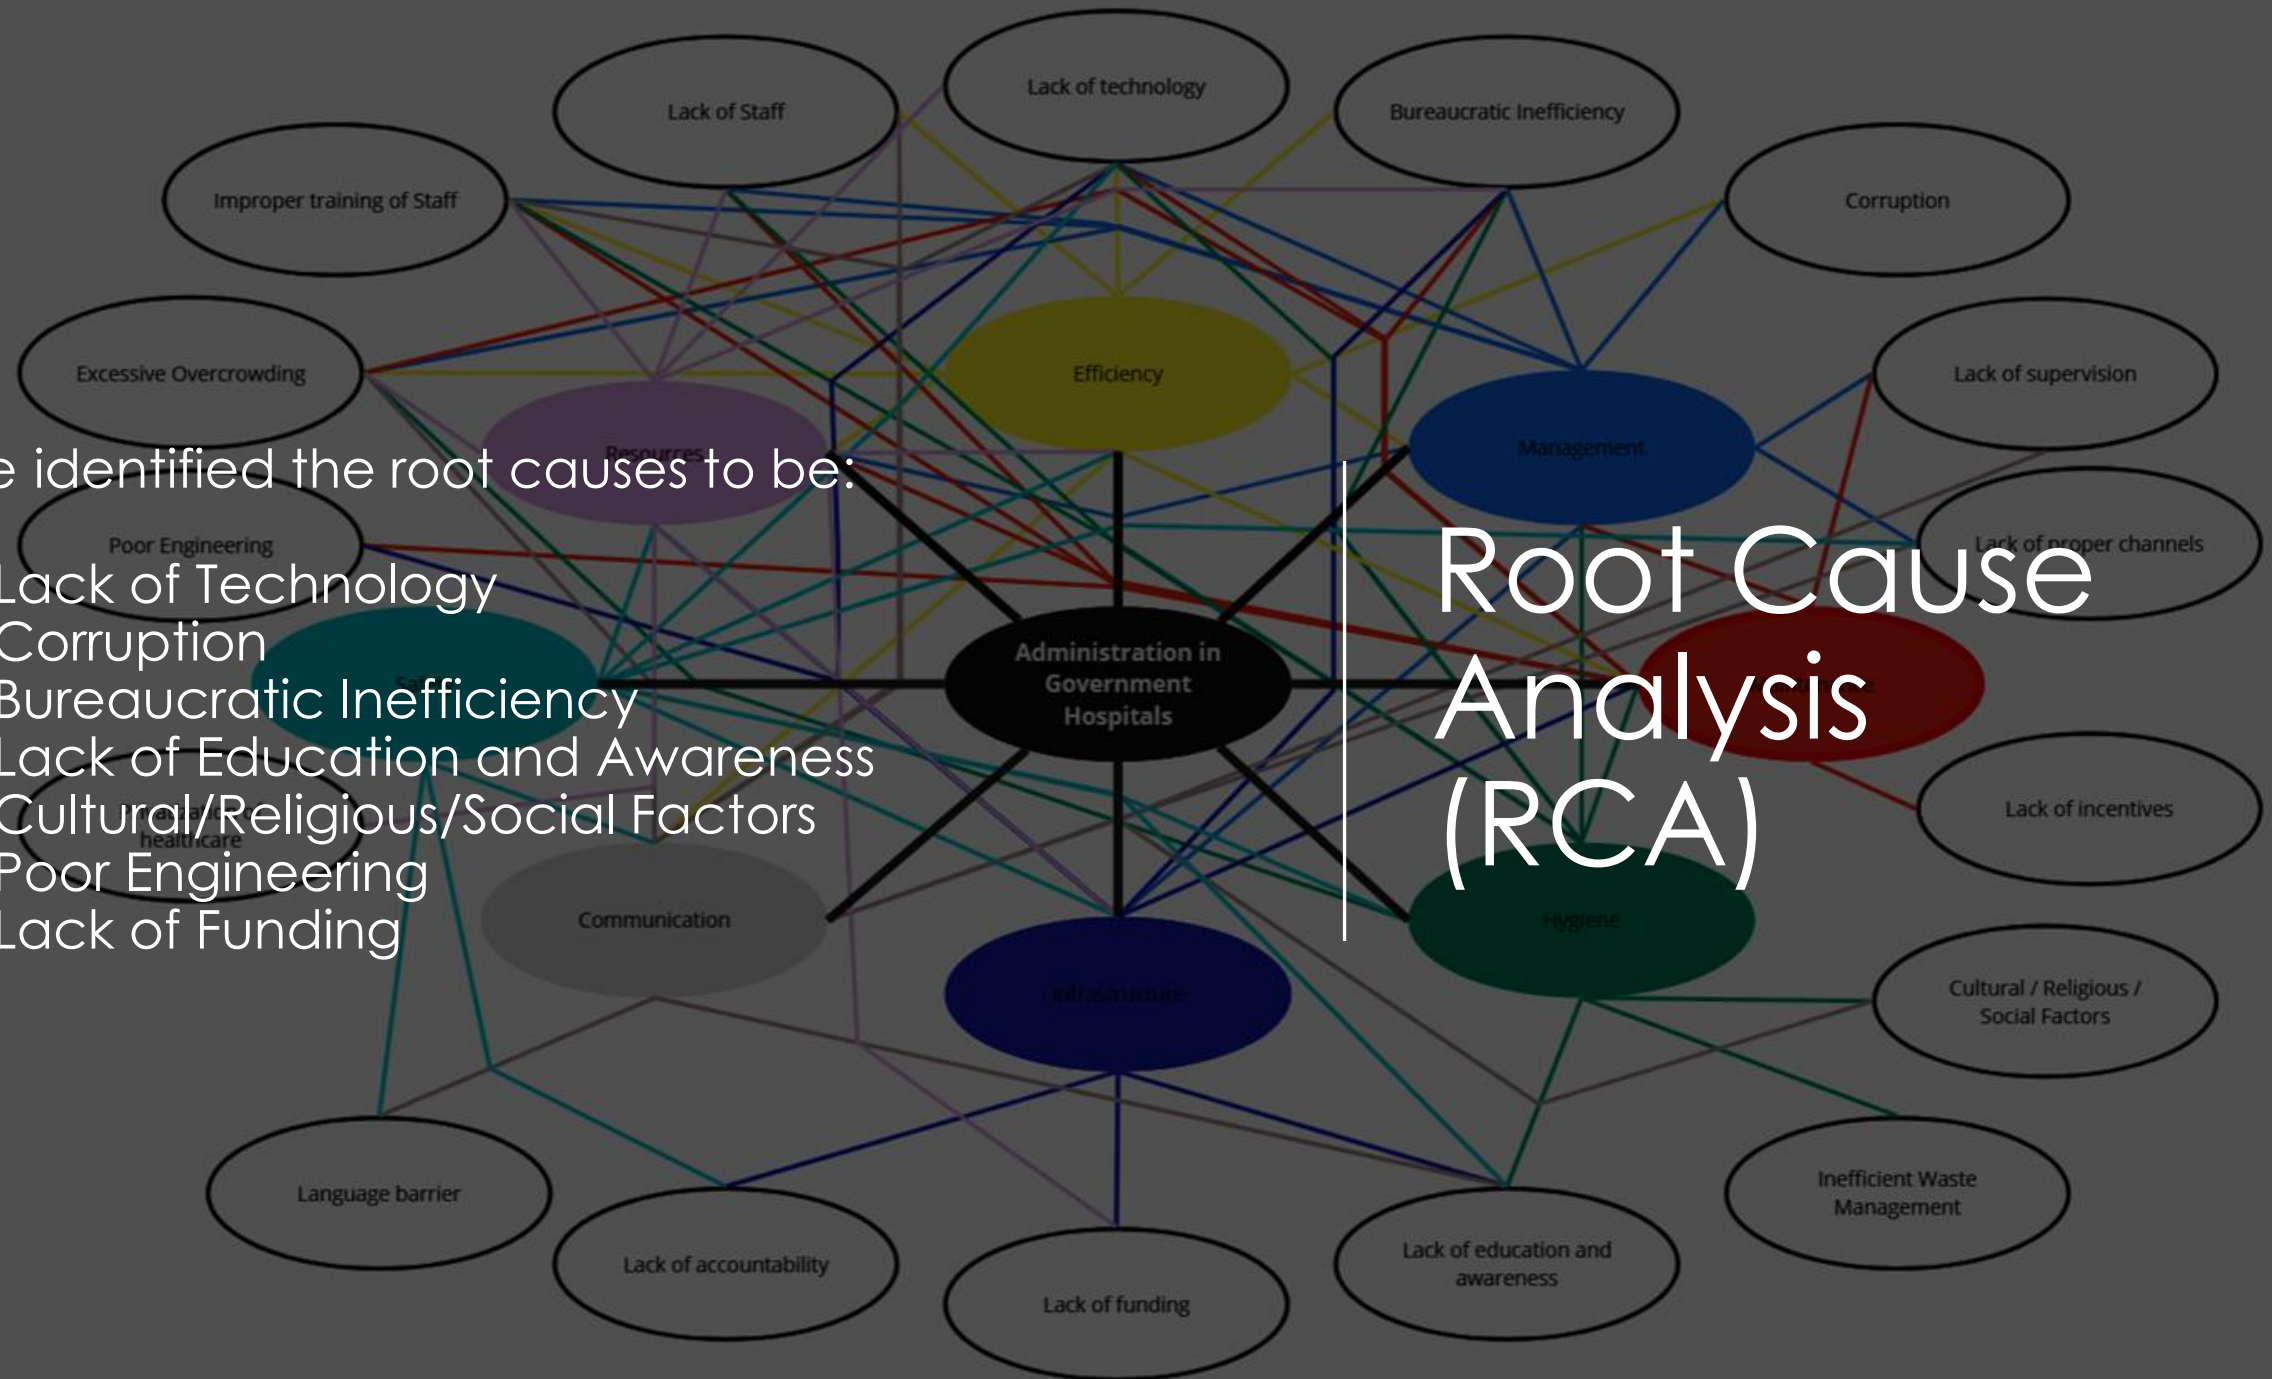 Lack of technology
Lack of Staff
Bureaucratic Inefficiency
Improper training of Staff
Corruption
Excessive Overcrowding
Efficiency
Lack of supervision
Resources
Management
e identified the root causes to be:
Poor Engineering
Lack of proper channels
Lack of Technology
Corruption
Bureaucratic Inefficiency
Lack of Education and Awareness
Cultural/Religious/Social Factors
Poor Engineering
Lack of Funding
Root Cause
Analysis
(RCA)
Administration in
Government
Hospitals
healthcare
Lack of incentives
Communication
Hygiene
Infrastructure
Cultural / Religious /
Social Factors
Language barrier
Inefficient Waste
Management
Lack of accountability
Lack of education and
awareness
Lack of funding